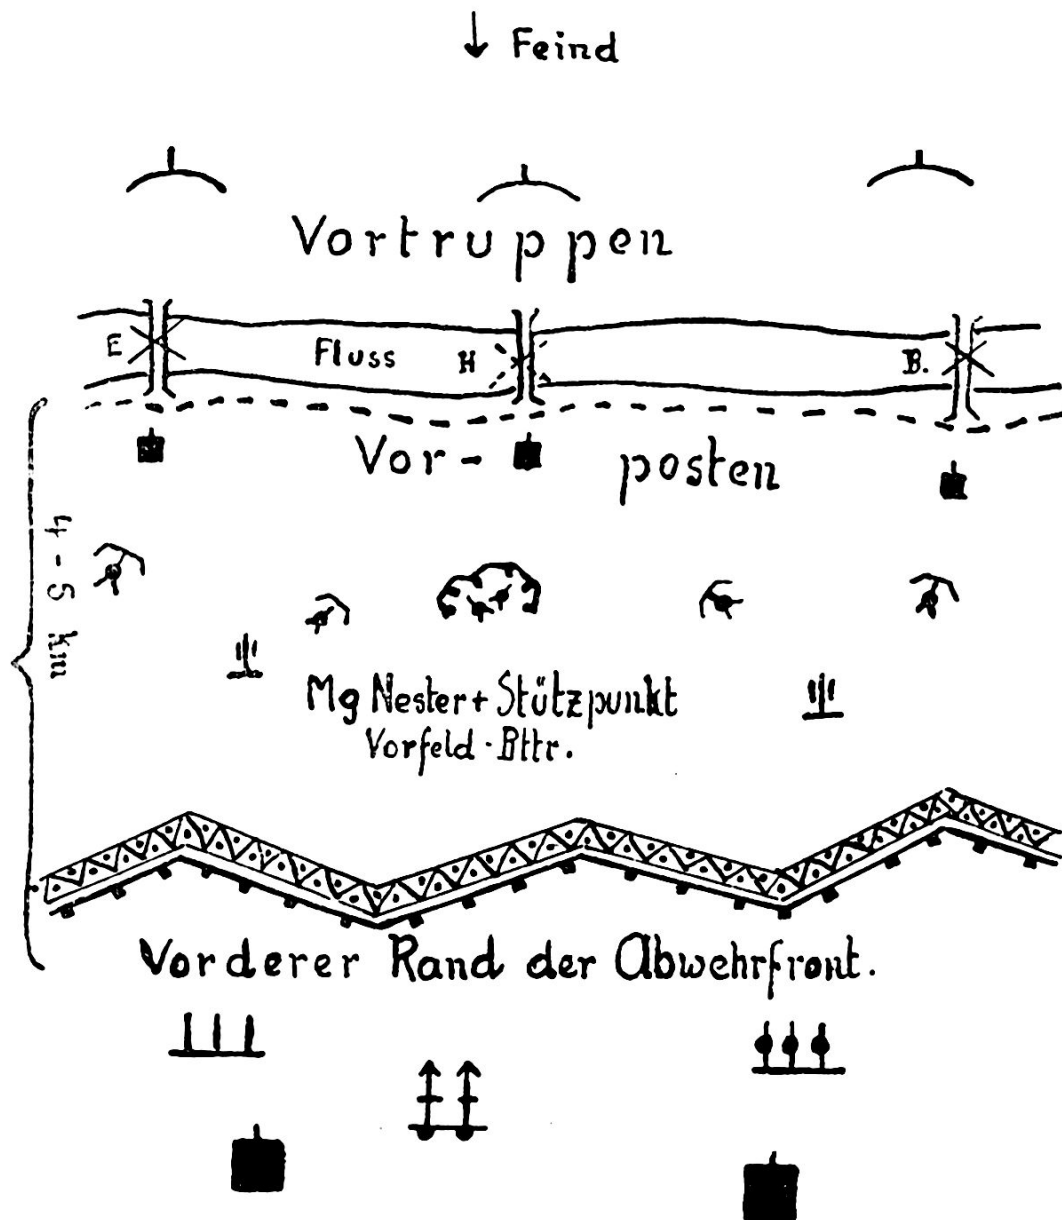 Feind
Vortruppen
E Fluss H B.
Vor- posten
4-5 km
Mg Nester + Stützpunkt
Vorfeld-Bttr.
Vorderer Rand der Abwehrfront.